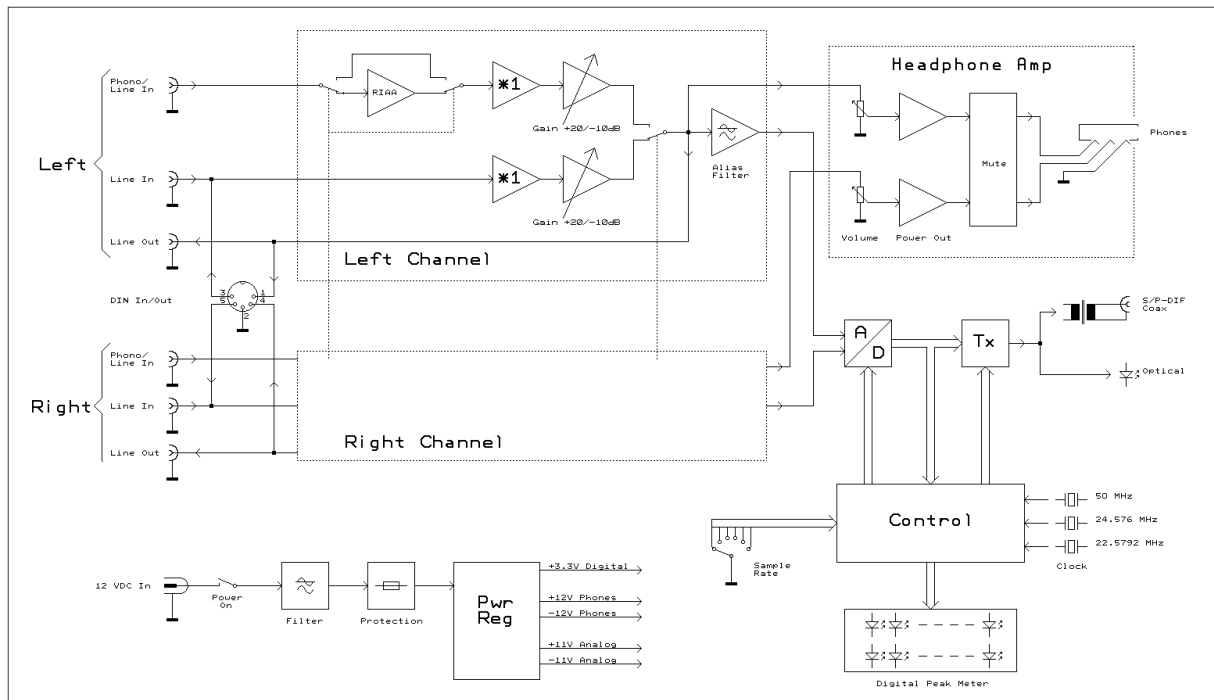 Left
Phono/
Line In
Line In
Line Out
DIN In/Out
3
5
1
4
2
RIAA
*1
Gain +20/-10dB
*1
Gain +20/-10dB
Alias
Filter
Left Channel
Headphone Amp
Volume
Power Out
Mute
Phones
Right
Phono/
Line In
Line In
Line Out
Right Channel
A
D
Tx
S/P-DIF
Coax
Optical
Control
50 MHz
24.576 MHz
22.5792 MHz
Clock
Sample
Rate
Digital Peak Meter
12 VDC In
Power
On
Filter
Protection
Pwr
Reg
+3.3V Digital
+12V Phones
-12V Phones
+11V Analog
-11V Analog